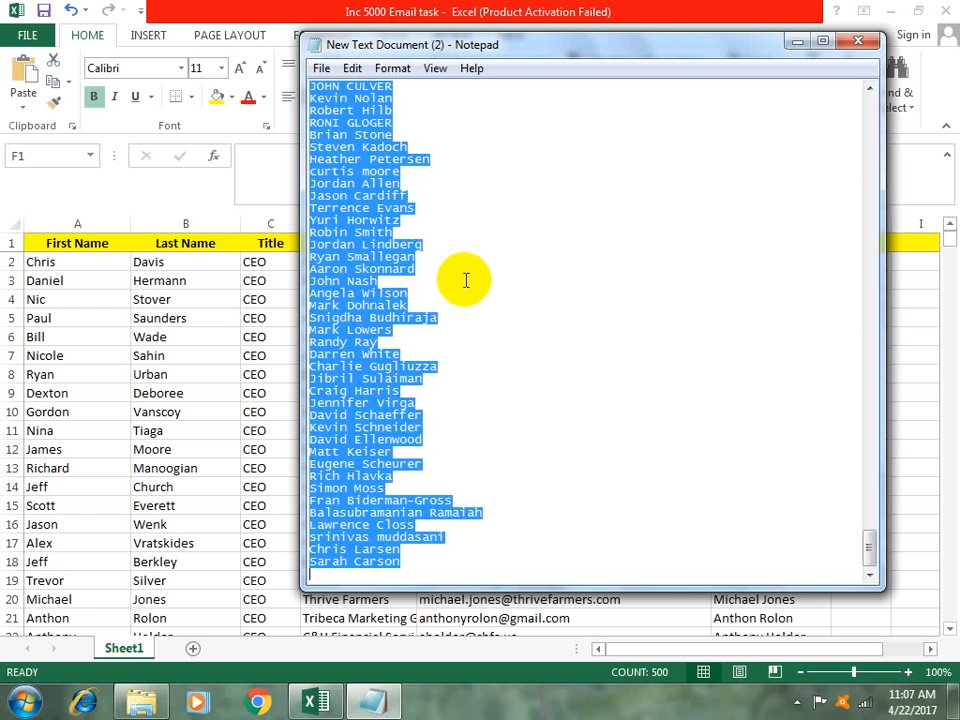 Inc 5000 Email task - Excel (Product Activation Failed)
FILE HOME INSERT PAGE LAYOUT Sign in
New Text Document (2) - Notepad
File Edit Format View Help
Paste
Calibri 11
B I U A
Clipboard Font
Select
F1
fx
A B C I
1 First Name Last Name Title
2 Chris Davis CEO
3 Daniel Hermann CEO
4 Nic Stover CEO
5 Paul Saunders CEO
6 Bill Wade CEO
7 Nicole Sahin CEO
8 Ryan Urban CEO
9 Dexton Deboree CEO
10 Gordon Vanscoy CEO
11 Nina Tiaga CEO
12 James Moore CEO
13 Richard Manoogian CEO
14 Jeff Church CEO
15 Scott Everett CEO
16 Jason Wenk CEO
17 Alex Vratskides CEO
18 Jeff Berkley CEO
19 Trevor Silver CEO
20 Michael Jones CEO Thrive Farmers michael.jones@thrivefarmers.com Michael Jones
21 Anthon Rolon CEO Tribeca Marketing G anthonyrolon@gmail.com Anthon Rolon
JOHN CULVER
Kevin Nolan
Robert Hilb
RONI GLOGER
Brian Stone
Steven Kadoch
Heather Petersen
curtis moore
Jordan Allen
Jason Cardiff
Terrence Evans
Yuri Horwitz
Robin Smith
Jordan Lindberg
Ryan Smallegan
Aaron Skonnard
John Nash
Angela Wilson
Mark Dohnalek
Snigdha Budhiraja
Mark Lowers
Randy Ray
Darren White
Charlie Gugliuzza
Jibril Sulaiman
Craig Harris
Jennifer Virga
David Schaeffer
Kevin Schneider
David Ellenwood
Matt Keiser
Eugene Scheurer
Rich Hlavka
Simon Moss
Fran Biderman-Gross
Balasubramanian Ramaiah
Lawrence Closs
srinivas muddasani
Chris Larsen
Sarah Carson
Sheet1
READY COUNT: 500 100%
11:07 AM
4/22/2017